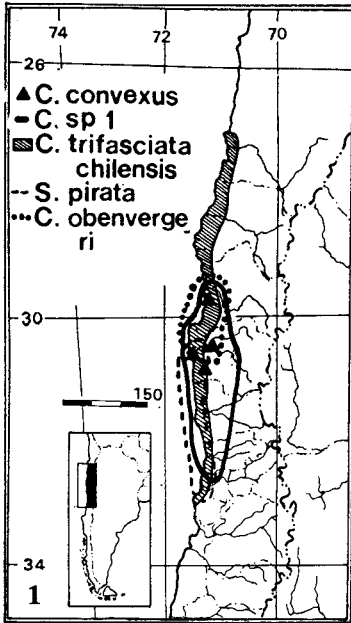 74 72 70
26
C. convexus
C. sp 1
C. trifasciata
chilensis
S. pirata
C. obenverge
ri
30
150
34
1